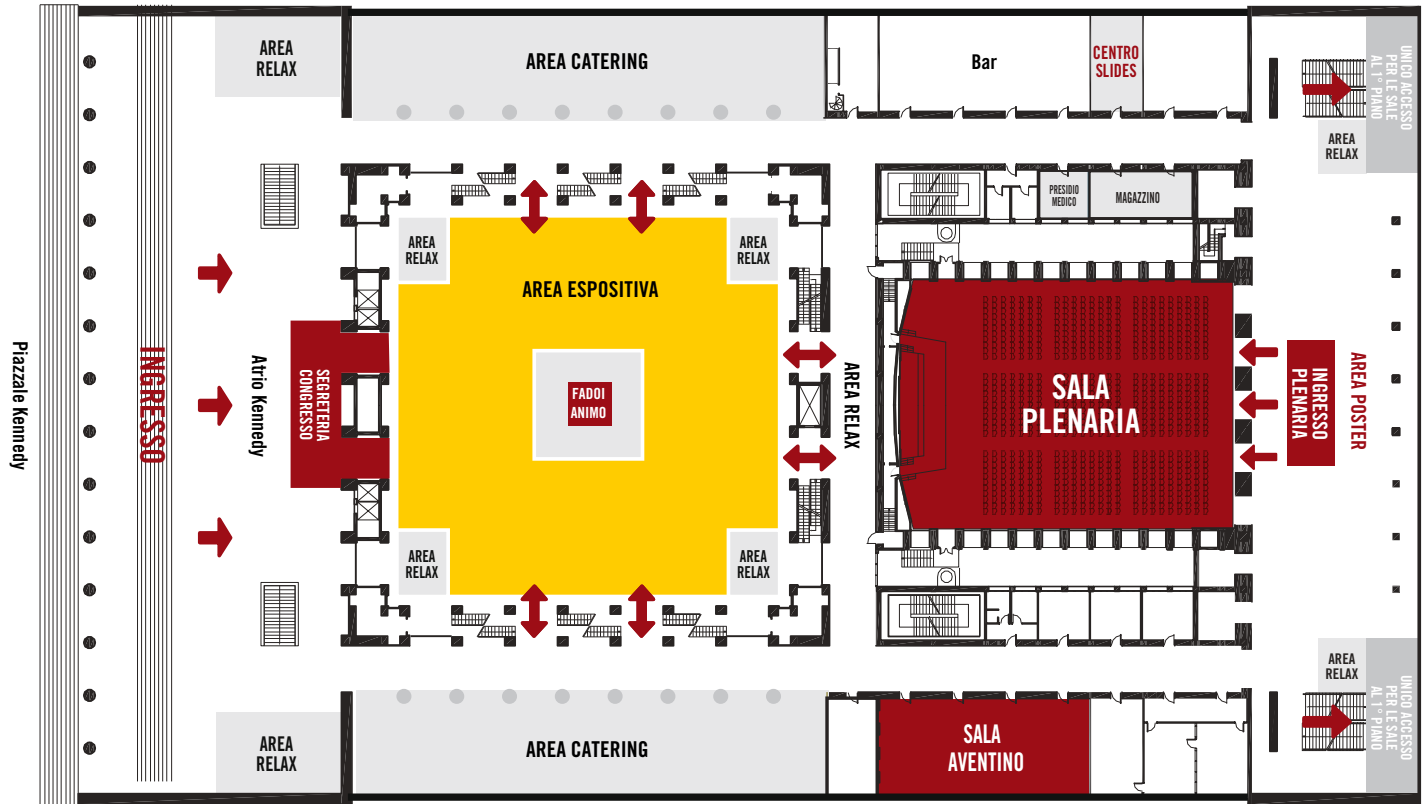 AREA
RELAX
AREA CATERING
Bar
CENTRO
SLIDES
UNICO ACCESSO
PER LE SALE
AL 1° PIANO
AREA
RELAX
PRESIDIO
MEDICO
MAGAZZINO
AREA
RELAX
AREA
RELAX
AREA ESPOSITIVA
Piazzale Kennedy
INGRESSO
Atrio Kennedy
SEGRETERIA
CONGRESSO
FADOI
ANIMO
AREA RELAX
SALA
PLENARIA
INGRESSO
PLENARIA
AREA POSTER
AREA
RELAX
AREA
RELAX
AREA
RELAX
UNICO ACCESSO
PER LE SALE
AL 1° PIANO
AREA
RELAX
AREA CATERING
SALA
AVENTINO